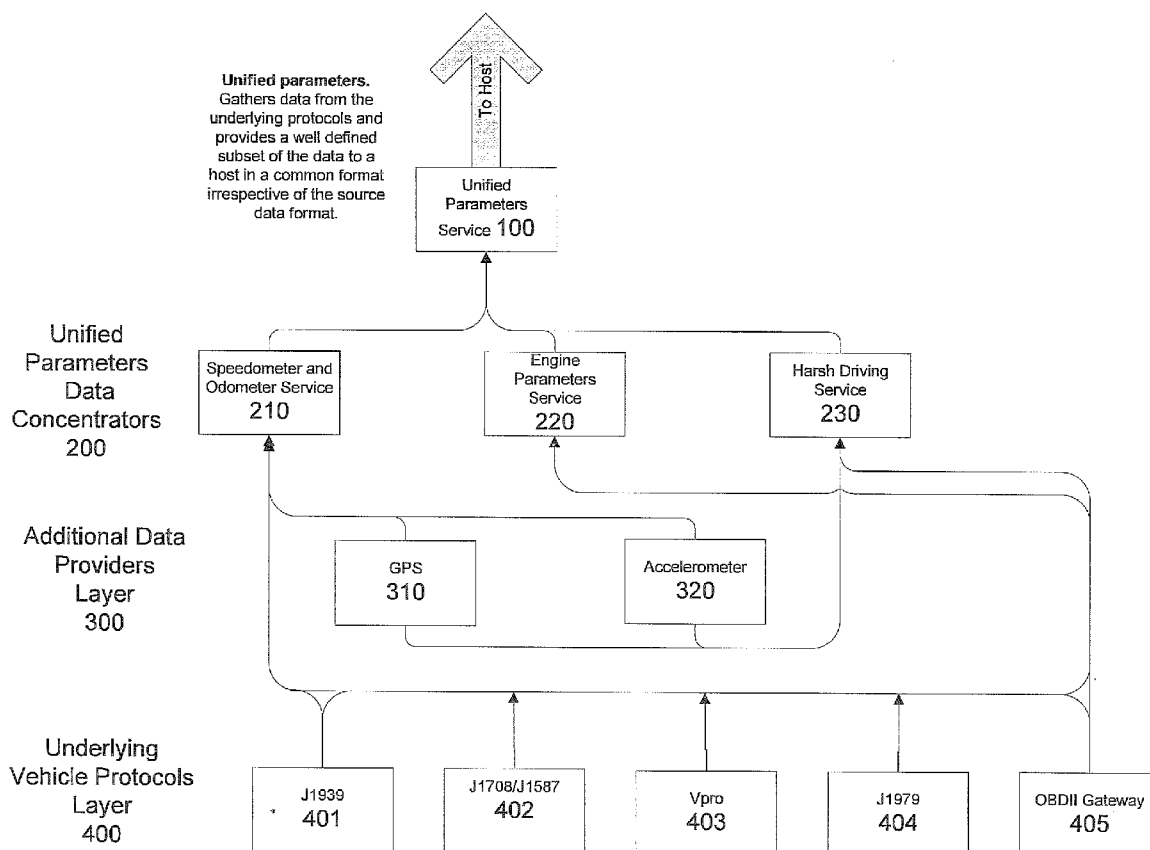 To Host
Unified parameters.
Gathers data from the
underlying protocols and
provides a well defined
subset of the data to a
host in a common format
irrespective of the source
data format.
Unified
Parameters
Service 100
Unified
Parameters
Data
Concentrators
200
Speedometer and
Odometer Service
210
Engine
Parameters
Service
220
Harsh Driving
Service
230
Additional Data
Providers
Layer
300
GPS
310
Accelerometer
320
Underlying
Vehicle Protocols
Layer
400
J1939
401
J1708/J1587
402
Vpro
403
J1979
404
OBDII Gateway
405